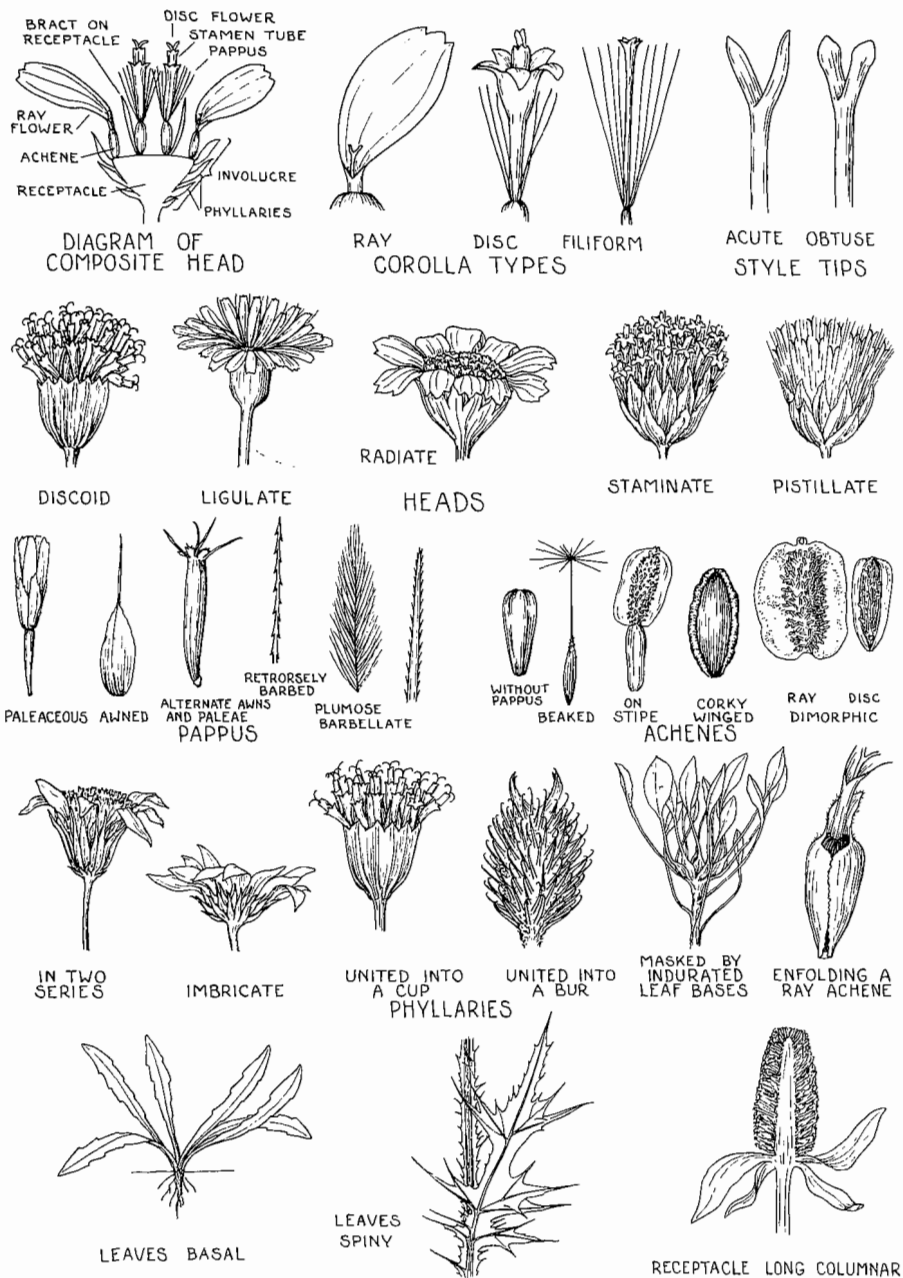 BRACT ON
RECEPTACLE
DISC FLOWER
STAMEN TUBE
PAPPUS
RAY
FLOWER
ACHENE
RECEPTACLE
INVOLUCRE
PHYLLARIES
DIAGRAM OF
COMPOSITE HEAD
RAY
DISC
FILIFORM
COROLLA TYPES
ACUTE
OBTUSE
STYLE TIPS
DISCOID
LIGULATE
RADIATE
HEADS
STAMINATE
PISTILLATE
PALEACEOUS
AWNED
ALTERNATE AWNS
AND PALEAE
RETRORSELY
BARBED
PLUMOSE
BARBELLATE
PAPPUS
WITHOUT
PAPPUS
BEAKED
ON
STIPE
CORKY
WINGED
RAY
DISC
DIMORPHIC
ACHENES
IN TWO
SERIES
IMBRICATE
UNITED INTO
A CUP
UNITED INTO
A BUR
MASKED BY
INDURATED
LEAF BASES
ENFOLDING A
RAY ACHENE
PHYLLARIES
LEAVES BASAL
LEAVES
SPINY
RECEPTACLE LONG COLUMNAR